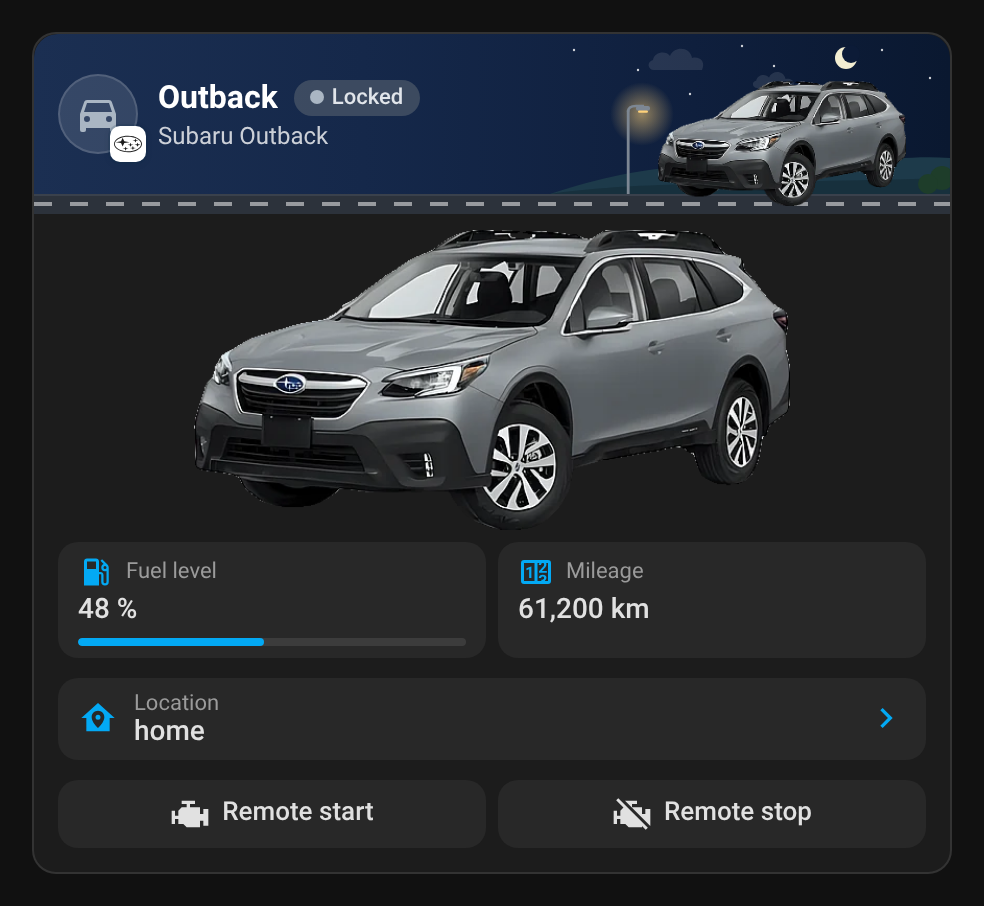 Outback
Locked
Subaru Outback
Fuel level
48 %
Mileage
61,200 km
Location
home
Remote start
Remote stop